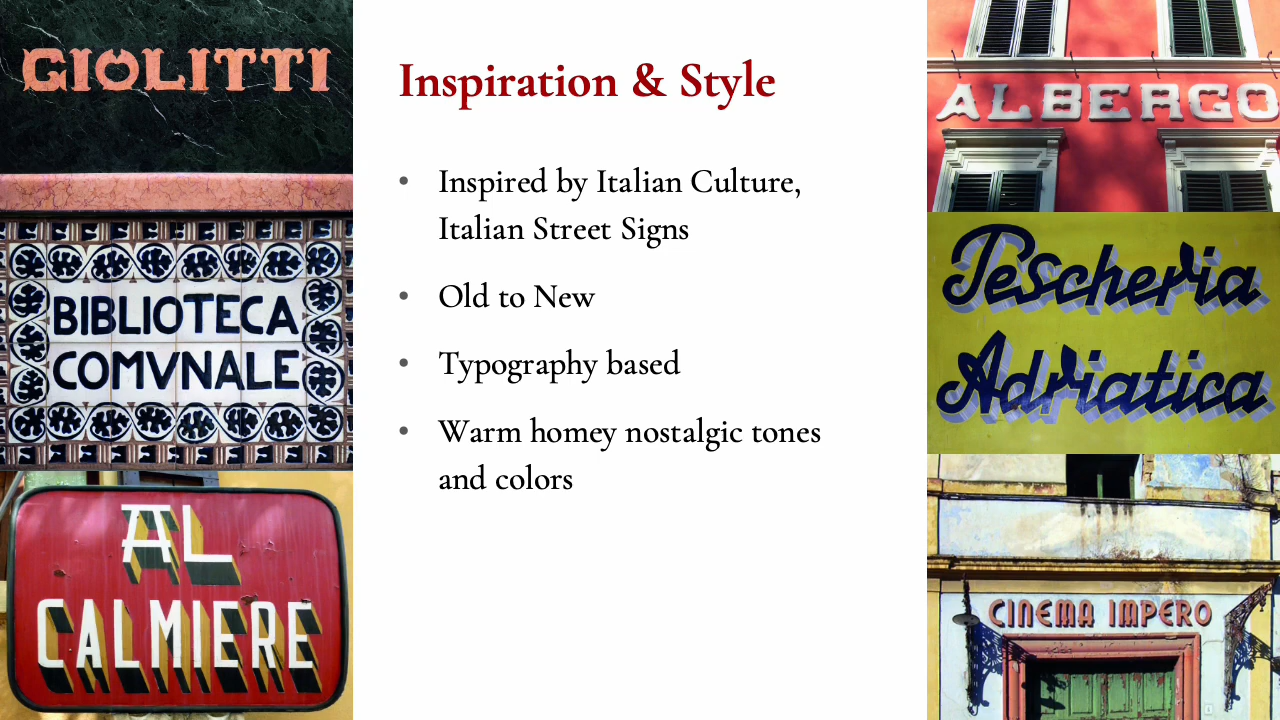 GIOLITTI
BIBLIOTECA
COMVNALE
AL
CALMIERE
Inspiration & Style
• Inspired by Italian Culture,
Italian Street Signs
• Old to New
• Typography based
• Warm homey nostalgic tones
and colors
ALBERGO
Pescheria
Adriatica
CINEMA IMPERO